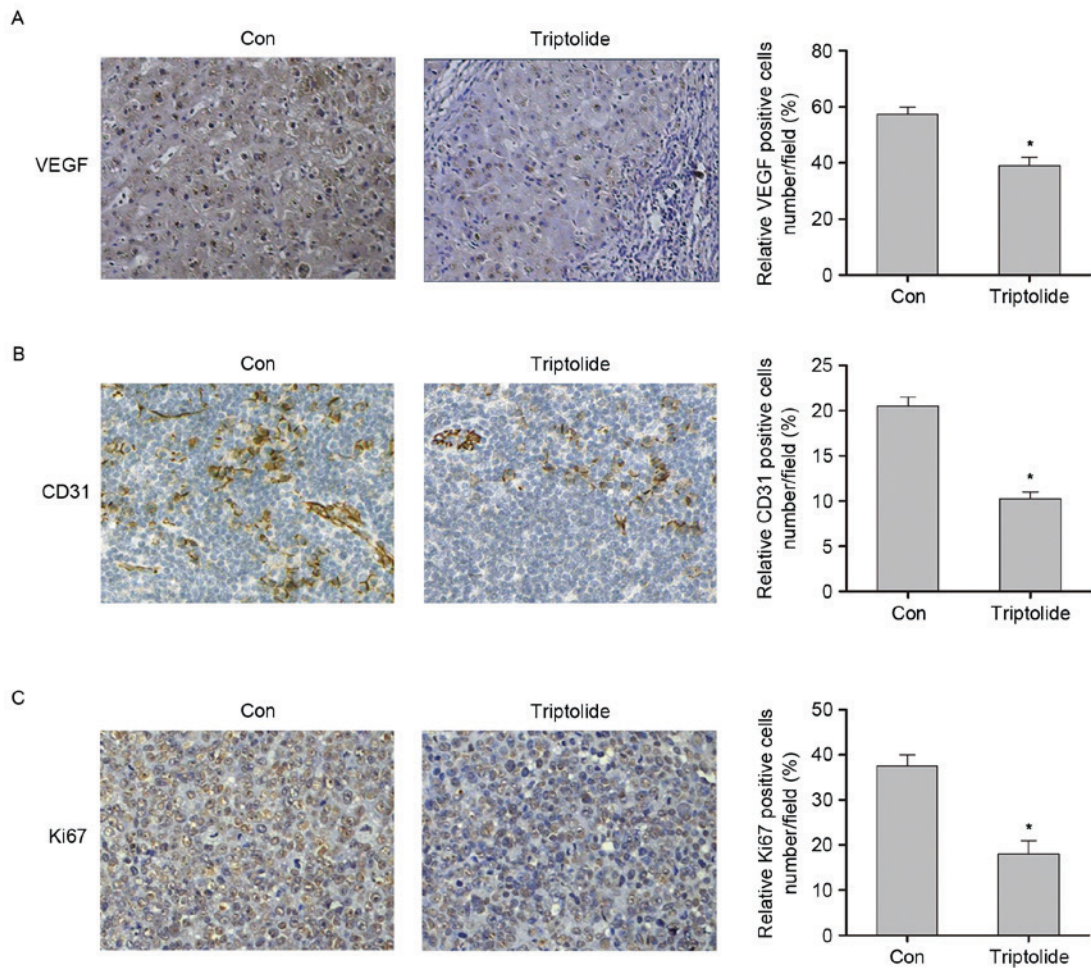 A
Con
Triptolide
VEGF
Relative VEGF positive cells
number/field (%)
80
60
40
20
0
*
Con
Triptolide
B
Con
Triptolide
CD31
Relative CD31 positive cells
number/field (%)
25
20
15
10
5
0
*
Con
Triptolide
C
Con
Triptolide
Ki67
Relative Ki67 positive cells
number/field (%)
50
40
30
20
10
0
*
Con
Triptolide